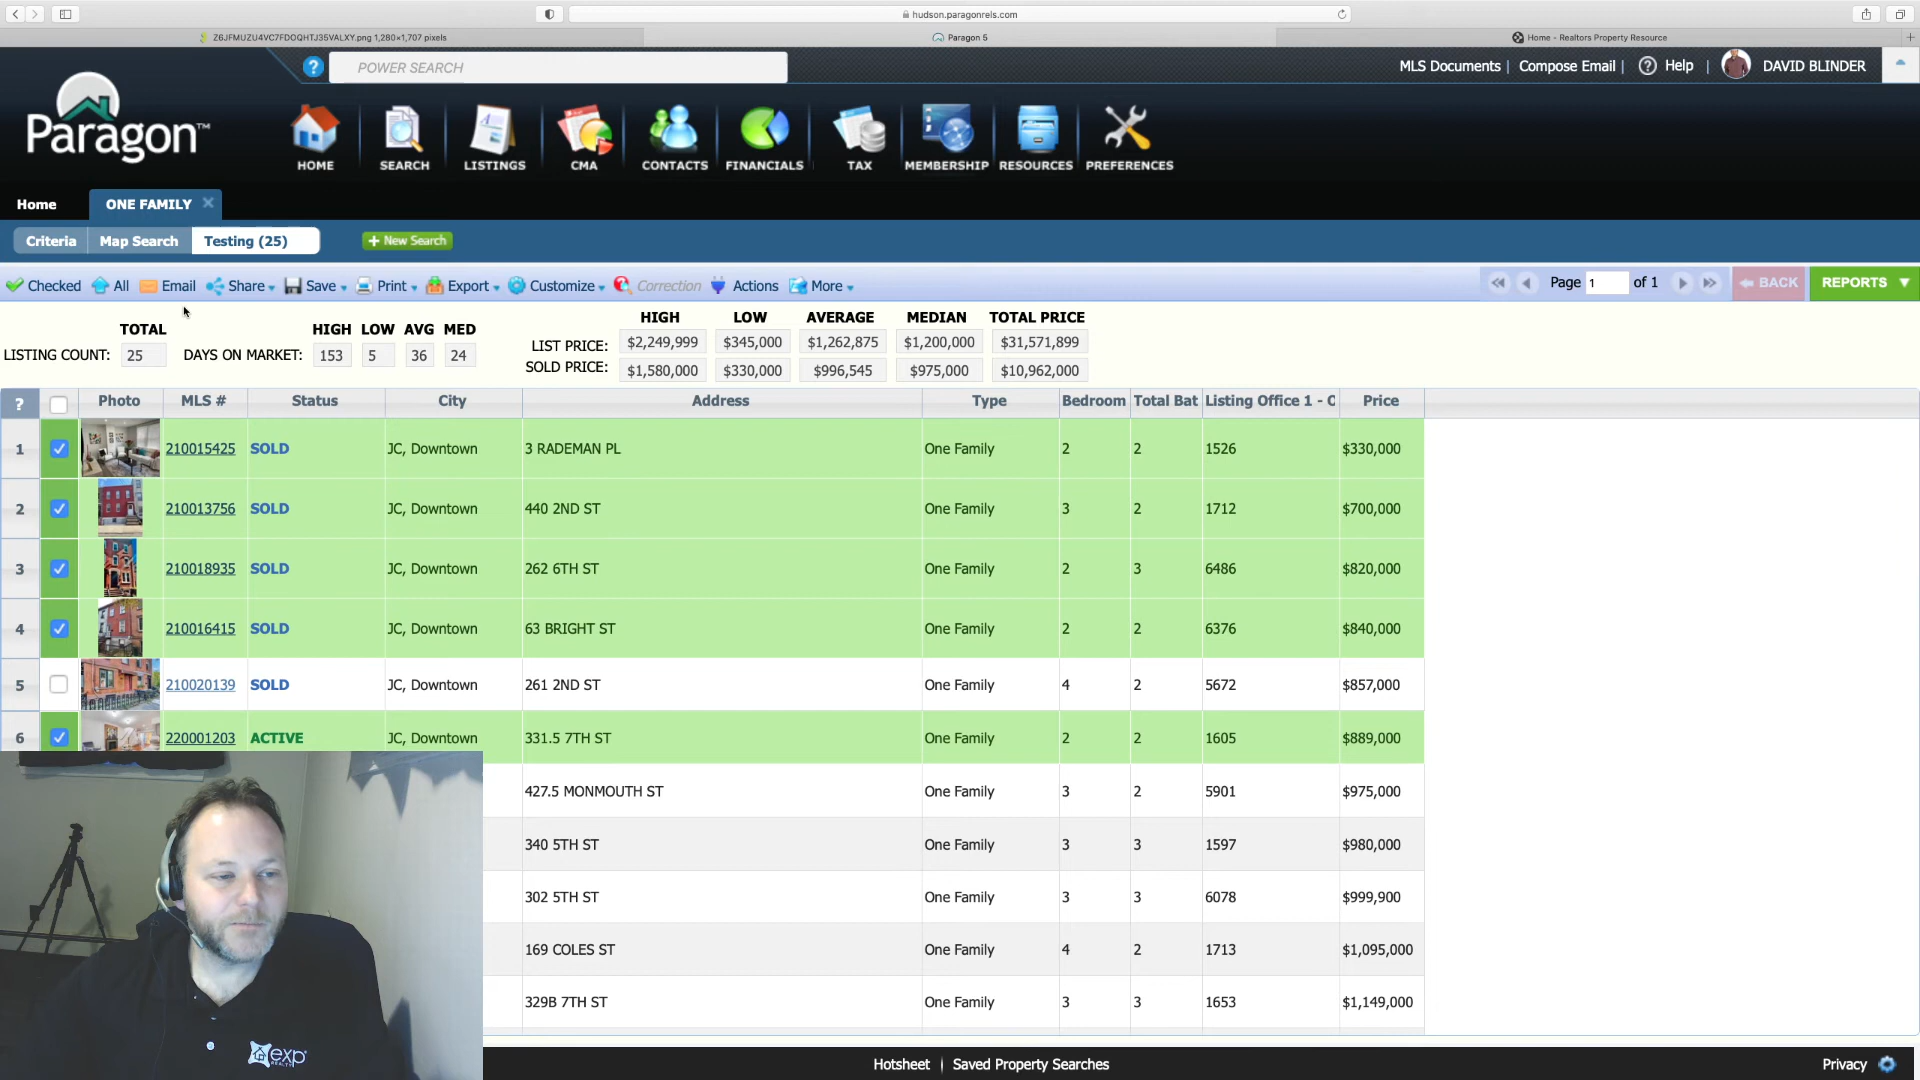 hudson.paragonrels.com
Z6JFMUZU4VC7FDOQHTJ35VALXY.png 1,280×1,707 pixels
Paragon 5
Home - Realtors Property Resource
POWER SEARCH
MLS Documents | Compose Email | Help | DAVID BLINDER
Paragon™
HOME SEARCH LISTINGS CMA CONTACTS FINANCIALS TAX MEMBERSHIP RESOURCES PREFERENCES
Home ONE FAMILY
Criteria Map Search Testing (25) + New Search
Checked All Email Share Save Print Export Customize Correction Actions More Page 1 of 1 BACK REPORTS
TOTAL HIGH LOW AVG MED HIGH LOW AVERAGE MEDIAN TOTAL PRICE
LISTING COUNT: 25 DAYS ON MARKET: 153 5 36 24
LIST PRICE: $2,249,999 $345,000 $1,262,875 $1,200,000 $31,571,899
SOLD PRICE: $1,580,000 $330,000 $996,545 $975,000 $10,962,000
? Photo MLS # Status City Address Type Bedroom Total Bat Listing Office 1 - C Price
1 210015425 SOLD JC, Downtown 3 RADEMAN PL One Family 2 2 1526 $330,000
2 210013756 SOLD JC, Downtown 440 2ND ST One Family 3 2 1712 $700,000
3 210018935 SOLD JC, Downtown 262 6TH ST One Family 2 3 6486 $820,000
4 210016415 SOLD JC, Downtown 63 BRIGHT ST One Family 2 2 6376 $840,000
5 210020139 SOLD JC, Downtown 261 2ND ST One Family 4 2 5672 $857,000
6 220001203 ACTIVE JC, Downtown 331.5 7TH ST One Family 2 2 1605 $889,000
427.5 MONMOUTH ST One Family 3 2 5901 $975,000
340 5TH ST One Family 3 3 1597 $980,000
302 5TH ST One Family 3 3 6078 $999,900
169 COLES ST One Family 4 2 1713 $1,095,000
329B 7TH ST One Family 3 3 1653 $1,149,000
exp
REALTY
Hotsheet | Saved Property Searches
Privacy